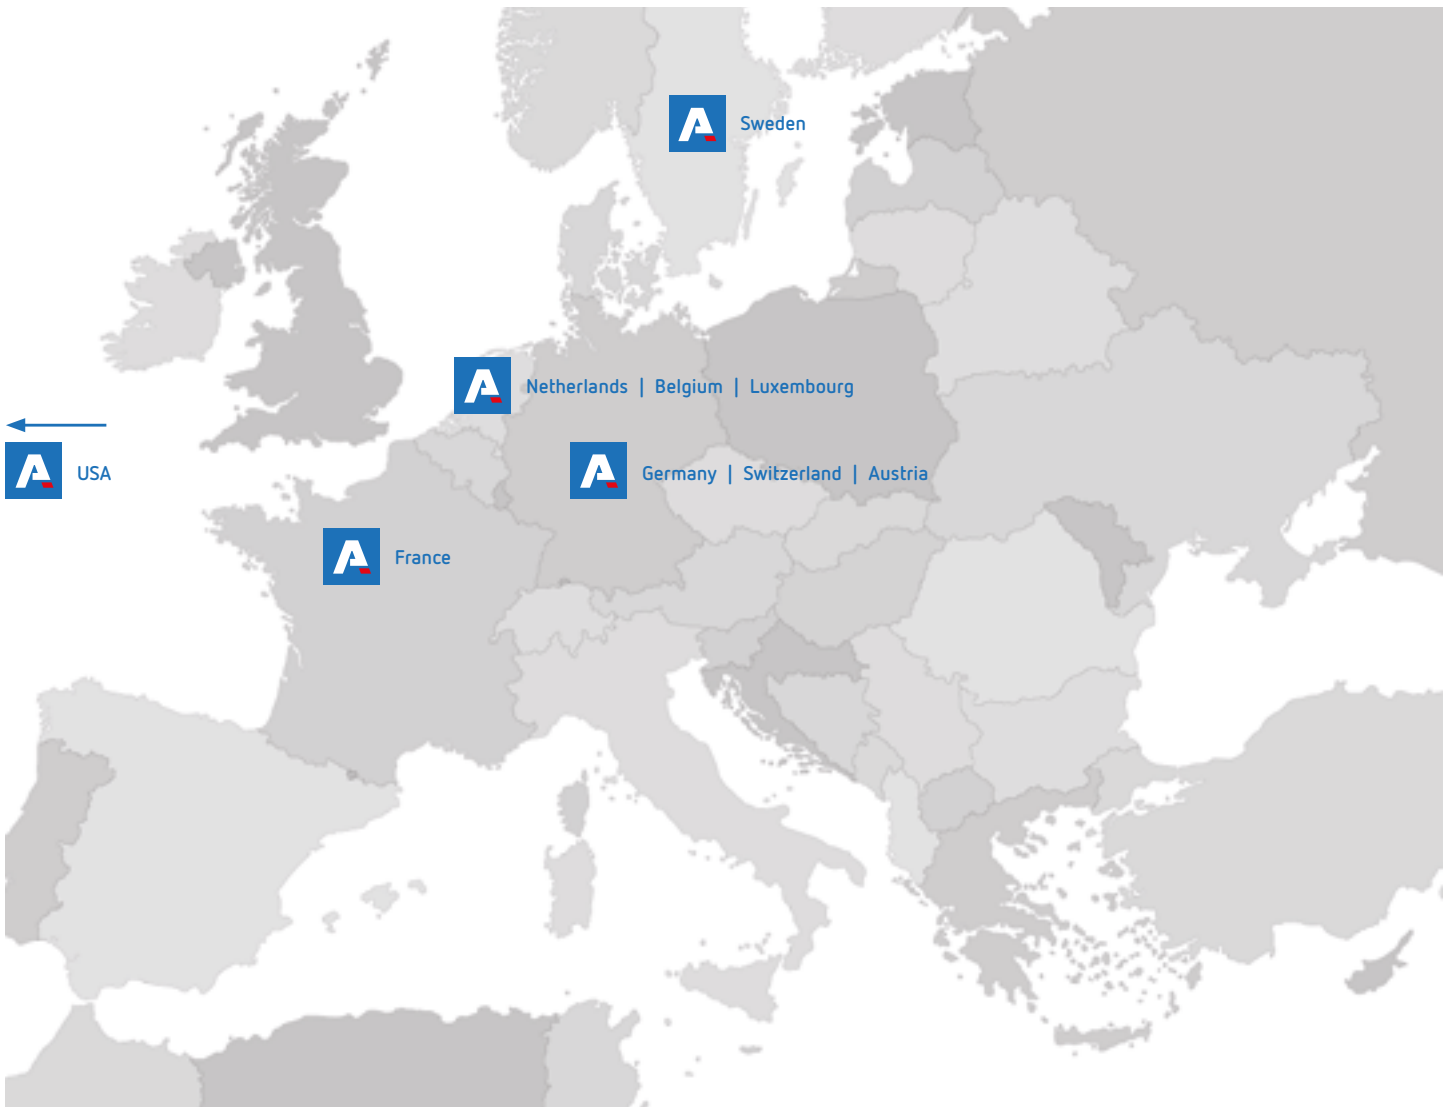 Sweden
Netherlands | Belgium | Luxembourg
USA
Germany | Switzerland | Austria
France